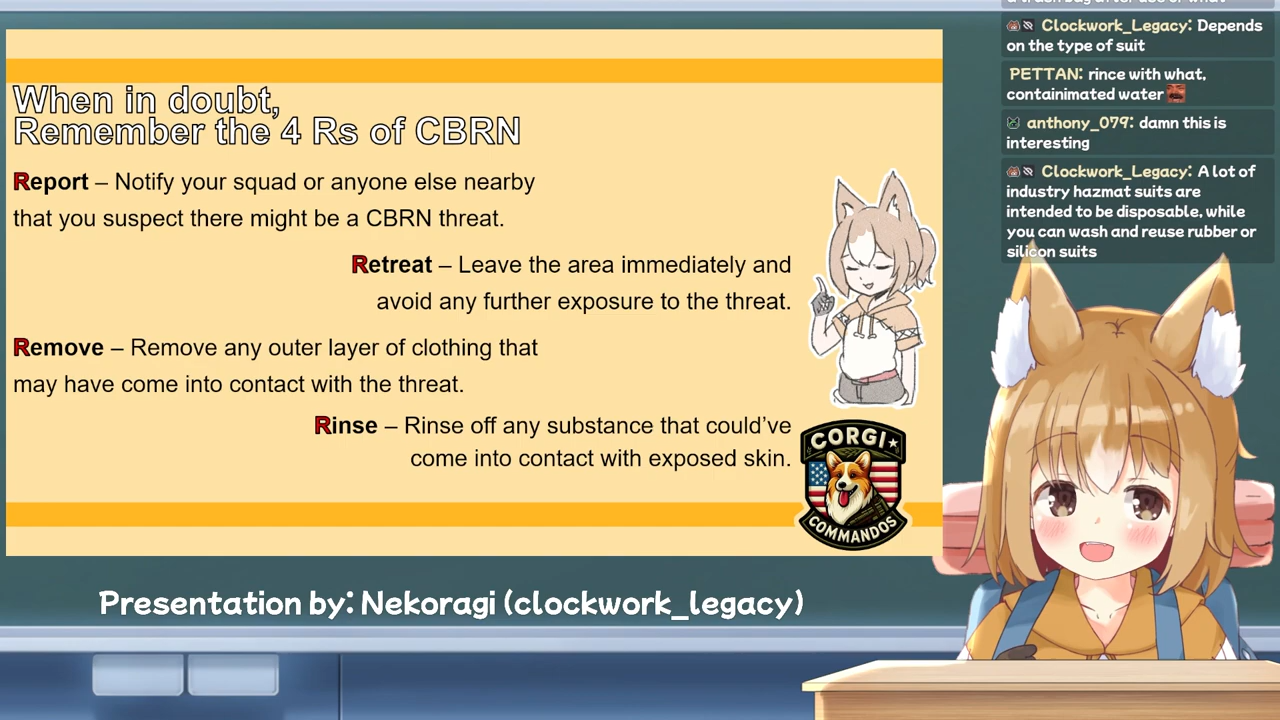 When in doubt,
Remember the 4 Rs of CBRN
Report – Notify your squad or anyone else nearby
that you suspect there might be a CBRN threat.
Retreat – Leave the area immediately and
avoid any further exposure to the threat.
Remove – Remove any outer layer of clothing that
may have come into contact with the threat.
Rinse – Rinse off any substance that could've
come into contact with exposed skin.
CORGI
COMMANDOS
Presentation by: Nekoragi (clockwork_legacy)
Clockwork_Legacy: Depends
on the type of suit
PETTAN: rince with what,
containimated water
anthony_079: damn this is
interesting
Clockwork_Legacy: A lot of
industry hazmat suits are
intended to be disposable, while
you can wash and reuse rubber or
silicon suits